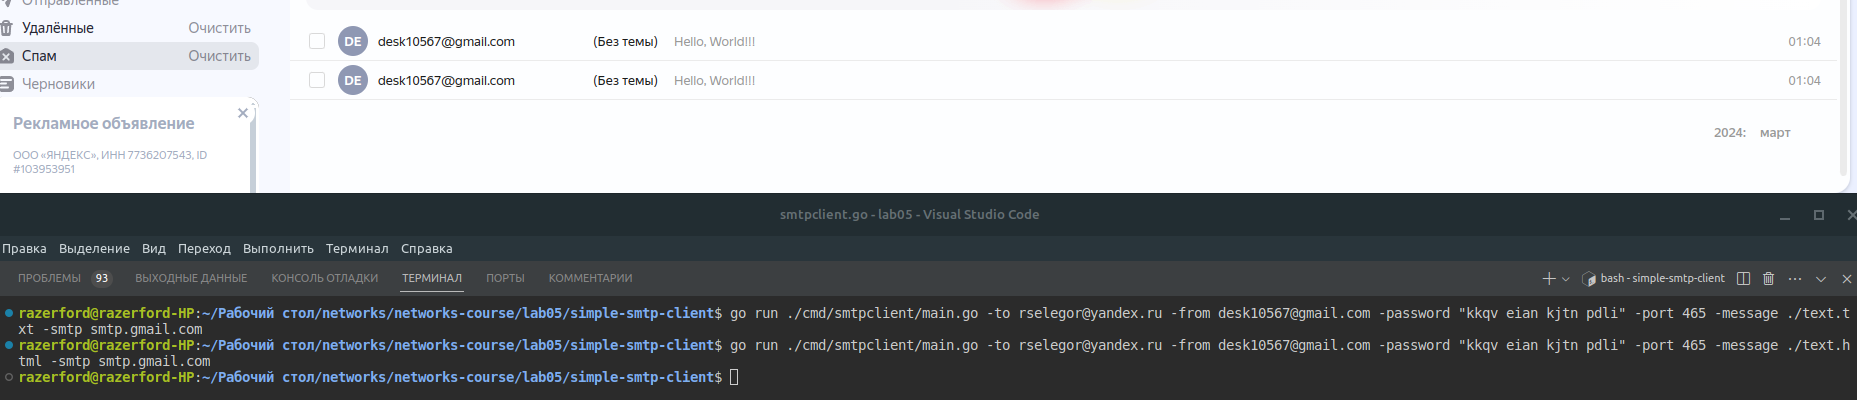 Отправленные
Удалённые Очистить
Спам Очистить
Черновики
Рекламное объявление
ООО «ЯНДЕКС», ИНН 7736207543, ID
#103953951
DE desk10567@gmail.com (Без темы) Hello, World!!! 01:04
DE desk10567@gmail.com (Без темы) Hello, World!!! 01:04
2024: март
smtpclient.go - lab05 - Visual Studio Code
Правка Выделение Вид Переход Выполнить Терминал Справка
ПРОБЛЕМЫ 93 ВЫХОДНЫЕ ДАННЫЕ КОНСОЛЬ ОТЛАДКИ ТЕРМИНАЛ ПОРТЫ КОММЕНТАРИИ bash - simple-smtp-client
razerford@razerford-HP:~/Рабочий стол/networks/networks-course/lab05/simple-smtp-client$ go run ./cmd/smtpclient/main.go -to rselegor@yandex.ru -from desk10567@gmail.com -password "kkqv eian kjtn pdli" -port 465 -message ./text.t
xt -smtp smtp.gmail.com
razerford@razerford-HP:~/Рабочий стол/networks/networks-course/lab05/simple-smtp-client$ go run ./cmd/smtpclient/main.go -to rselegor@yandex.ru -from desk10567@gmail.com -password "kkqv eian kjtn pdli" -port 465 -message ./text.h
tml -smtp smtp.gmail.com
razerford@razerford-HP:~/Рабочий стол/networks/networks-course/lab05/simple-smtp-client$